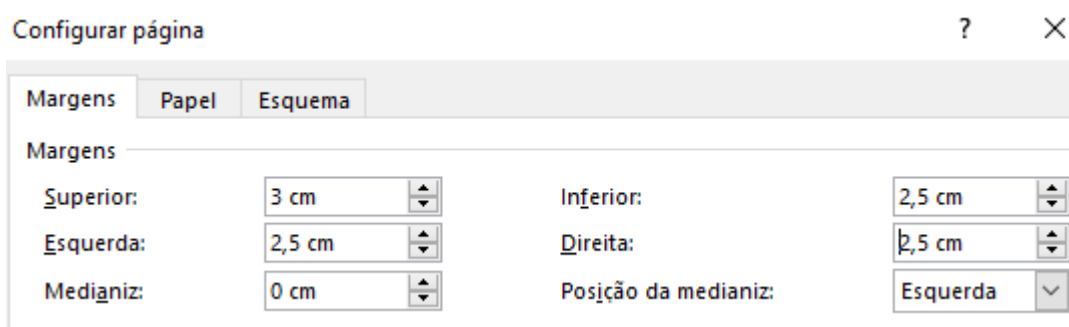 Configurar página ? ×
Margens Papel Esquema
Margens
Superior: 3 cm Inferior: 2,5 cm
Esquerda: 2,5 cm Direita: 2,5 cm
Medianiz: 0 cm Posição da medianiz: Esquerda